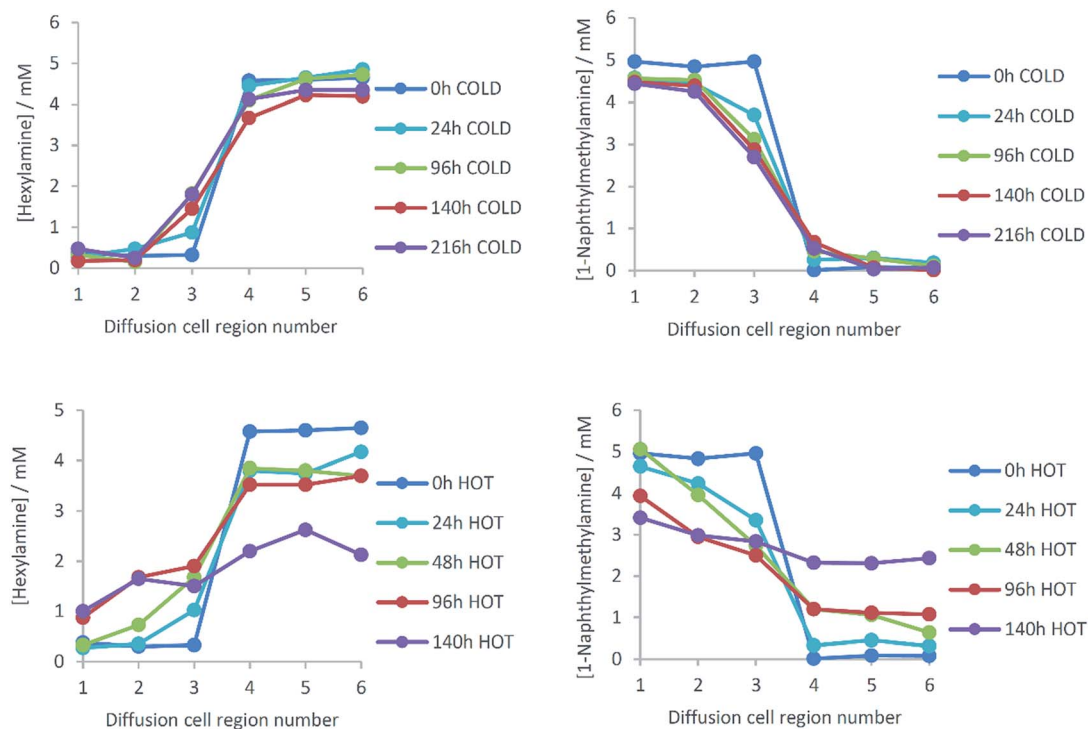 [Hexylamine] / mM
6
5
4
3
2
1
0
1 2 3 4 5 6
Diffusion cell region number
0h COLD
24h COLD
96h COLD
140h COLD
216h COLD
[1-Naphthylmethylamine] / mM
6
5
4
3
2
1
0
1 2 3 4 5 6
Diffusion cell region number
0h COLD
24h COLD
96h COLD
140h COLD
216h COLD
[Hexylamine] / mM
5
4
3
2
1
0
1 2 3 4 5 6
Diffusion cell region number
0h HOT
24h HOT
48h HOT
96h HOT
140h HOT
[1-Naphthylmethylamine] / mM
6
5
4
3
2
1
0
1 2 3 4 5 6
Diffusion cell region number
0h HOT
24h HOT
48h HOT
96h HOT
140h HOT